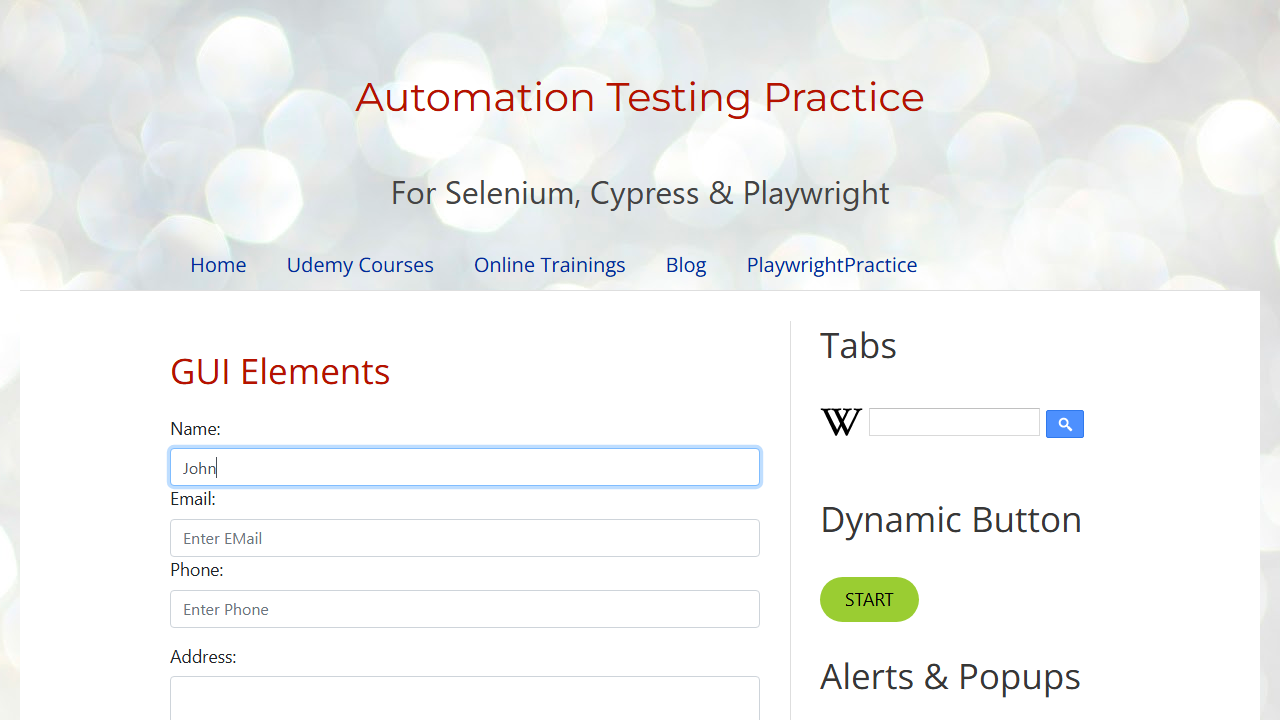 Automation Testing Practice
For Selenium, Cypress & Playwright
Home Udemy Courses Online Trainings Blog PlaywrightPractice
GUI Elements
Name:
John
Email:
Enter EMail
Phone:
Enter Phone
Address:
Tabs
W
Dynamic Button
START
Alerts & Popups